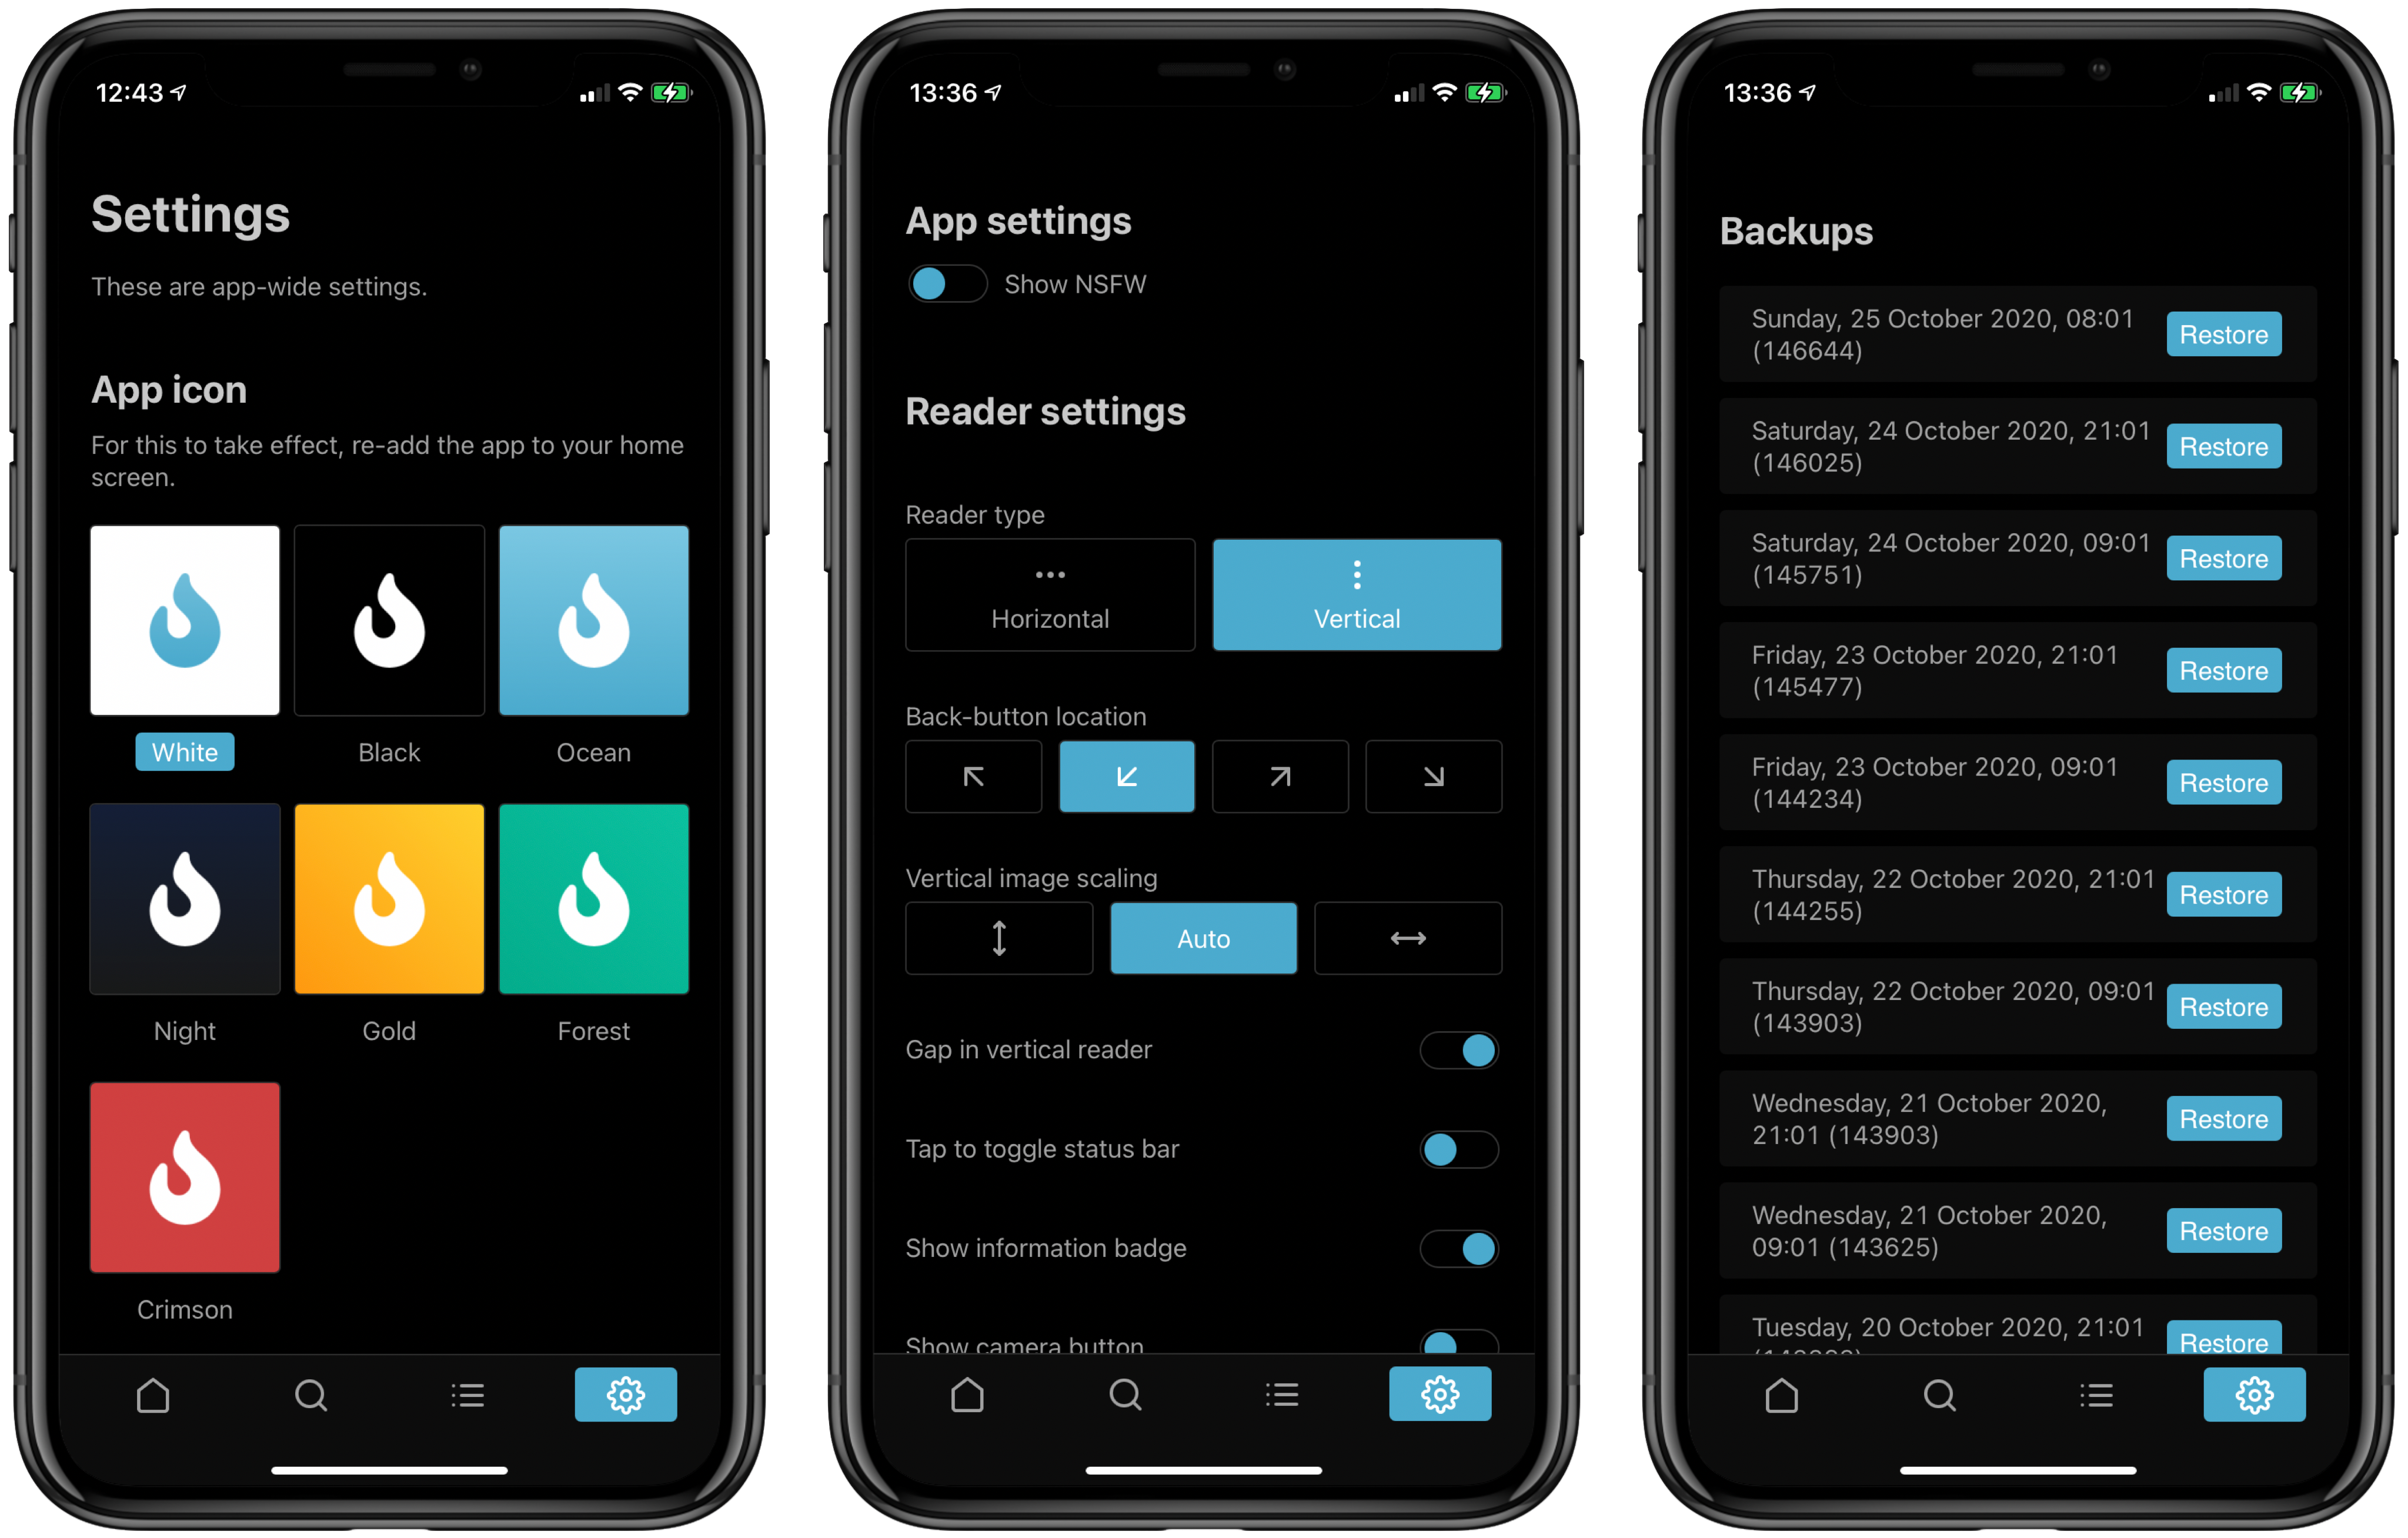 12:43
Settings
These are app-wide settings.
App icon
For this to take effect, re-add the app to your home
screen.
White
Black
Ocean
Night
Gold
Forest
Crimson
13:36
App settings
Show NSFW
Reader settings
Reader type
Horizontal
Vertical
Back-button location
Vertical image scaling
Auto
Gap in vertical reader
Tap to toggle status bar
Show information badge
Show camera button
13:36
Backups
Sunday, 25 October 2020, 08:01
(146644)
Restore
Saturday, 24 October 2020, 21:01
(146025)
Restore
Saturday, 24 October 2020, 09:01
(145751)
Restore
Friday, 23 October 2020, 21:01
(145477)
Restore
Friday, 23 October 2020, 09:01
(144234)
Restore
Thursday, 22 October 2020, 21:01
(144255)
Restore
Thursday, 22 October 2020, 09:01
(143903)
Restore
Wednesday, 21 October 2020,
21:01 (143903)
Restore
Wednesday, 21 October 2020,
09:01 (143625)
Restore
Tuesday, 20 October 2020, 21:01
Restore